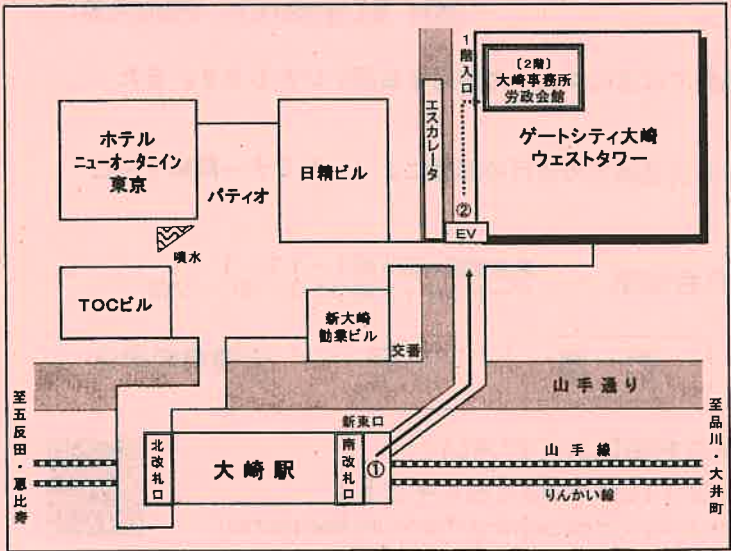 1階入口
〔2階〕
大崎事務所
労政会館
エスカレータ
ゲートシティ大崎
ウェストタワー
ホテル
ニューオータニイン
東京
パティオ
日精ビル
②
EV
噴水
TOCビル
新大崎
勧業ビル
交番
山手通り
至五反田・恵比寿
至品川・大井町
新東口
北改札口
大崎駅
南改札口
①
山手線
りんかい線